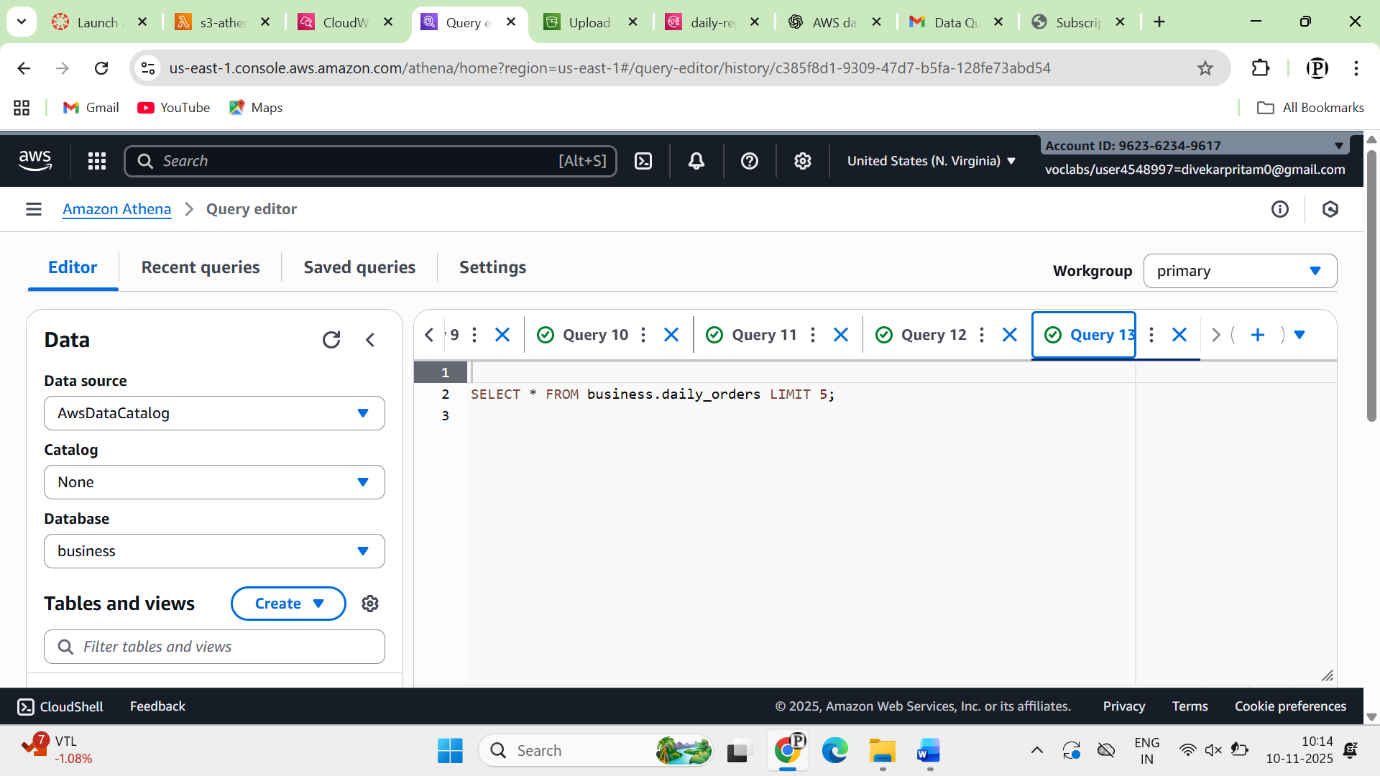 Launch
s3-ather
CloudW
Query e
Upload
daily-rep
AWS da
Data Qu
Subscrip
us-east-1.console.aws.amazon.com/athena/home?region=us-east-1#/query-editor/history/c385f8d1-9309-47d7-b5fa-128fe73abd54
Gmail YouTube Maps All Bookmarks
aws Search [Alt+S] United States (N. Virginia) Account ID: 9623-6234-9617
voclabs/user4548997=divekarpritam0@gmail.com
Amazon Athena > Query editor
Editor Recent queries Saved queries Settings Workgroup primary
Data
9 Query 10 Query 11 Query 12 Query 13
Data source
AwsDataCatalog
Catalog
None
Database
business
Tables and views Create
Filter tables and views
1
2 SELECT * FROM business.daily_orders LIMIT 5;
3
CloudShell Feedback © 2025, Amazon Web Services, Inc. or its affiliates. Privacy Terms Cookie preferences
7 VTL
-1.08%
Search
ENG
IN
10:14
10-11-2025